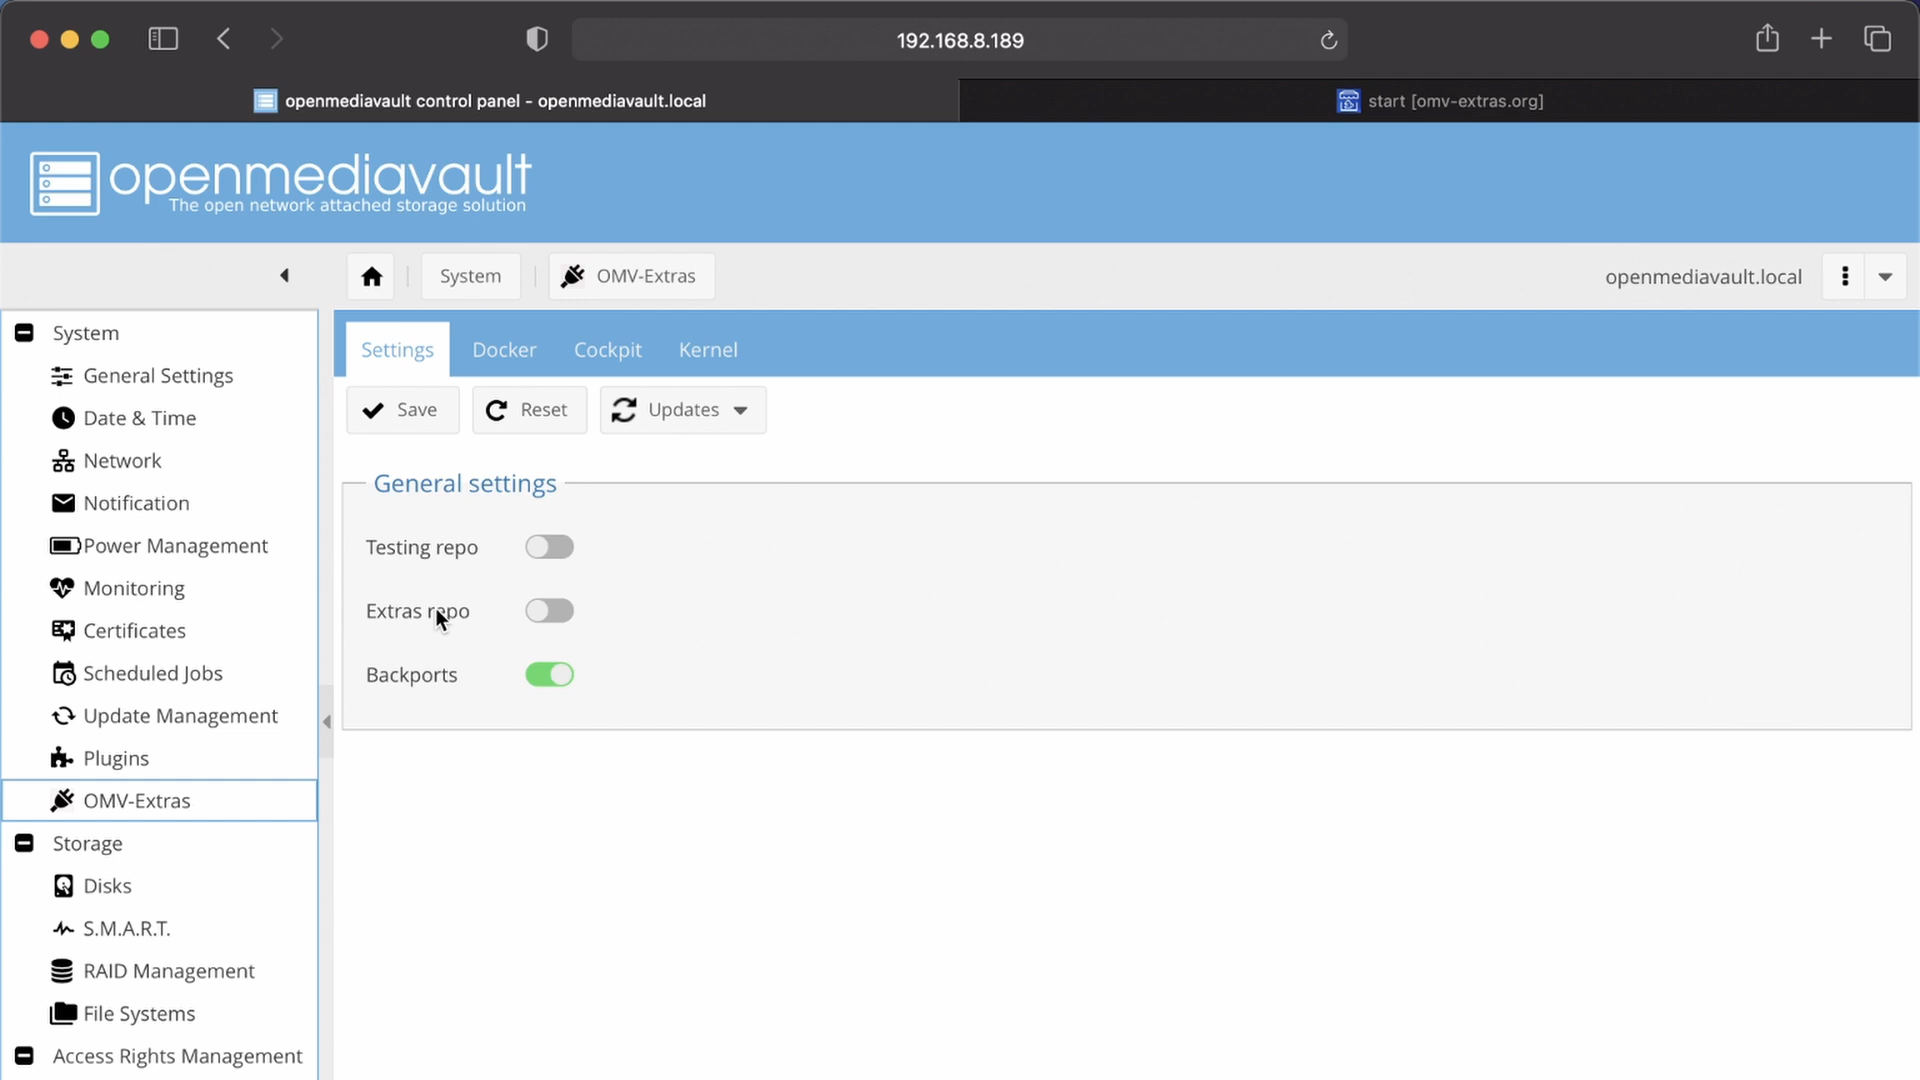 192.168.8.189
openmediavault control panel - openmediavault.local
start [omv-extras.org]
openmediavault
The open network attached storage solution
System
OMV-Extras
openmediavault.local
System
General Settings
Date & Time
Network
Notification
Power Management
Monitoring
Certificates
Scheduled Jobs
Update Management
Plugins
OMV-Extras
Storage
Disks
S.M.A.R.T.
RAID Management
File Systems
Access Rights Management
Settings
Docker
Cockpit
Kernel
Save
Reset
Updates
General settings
Testing repo
Extras repo
Backports